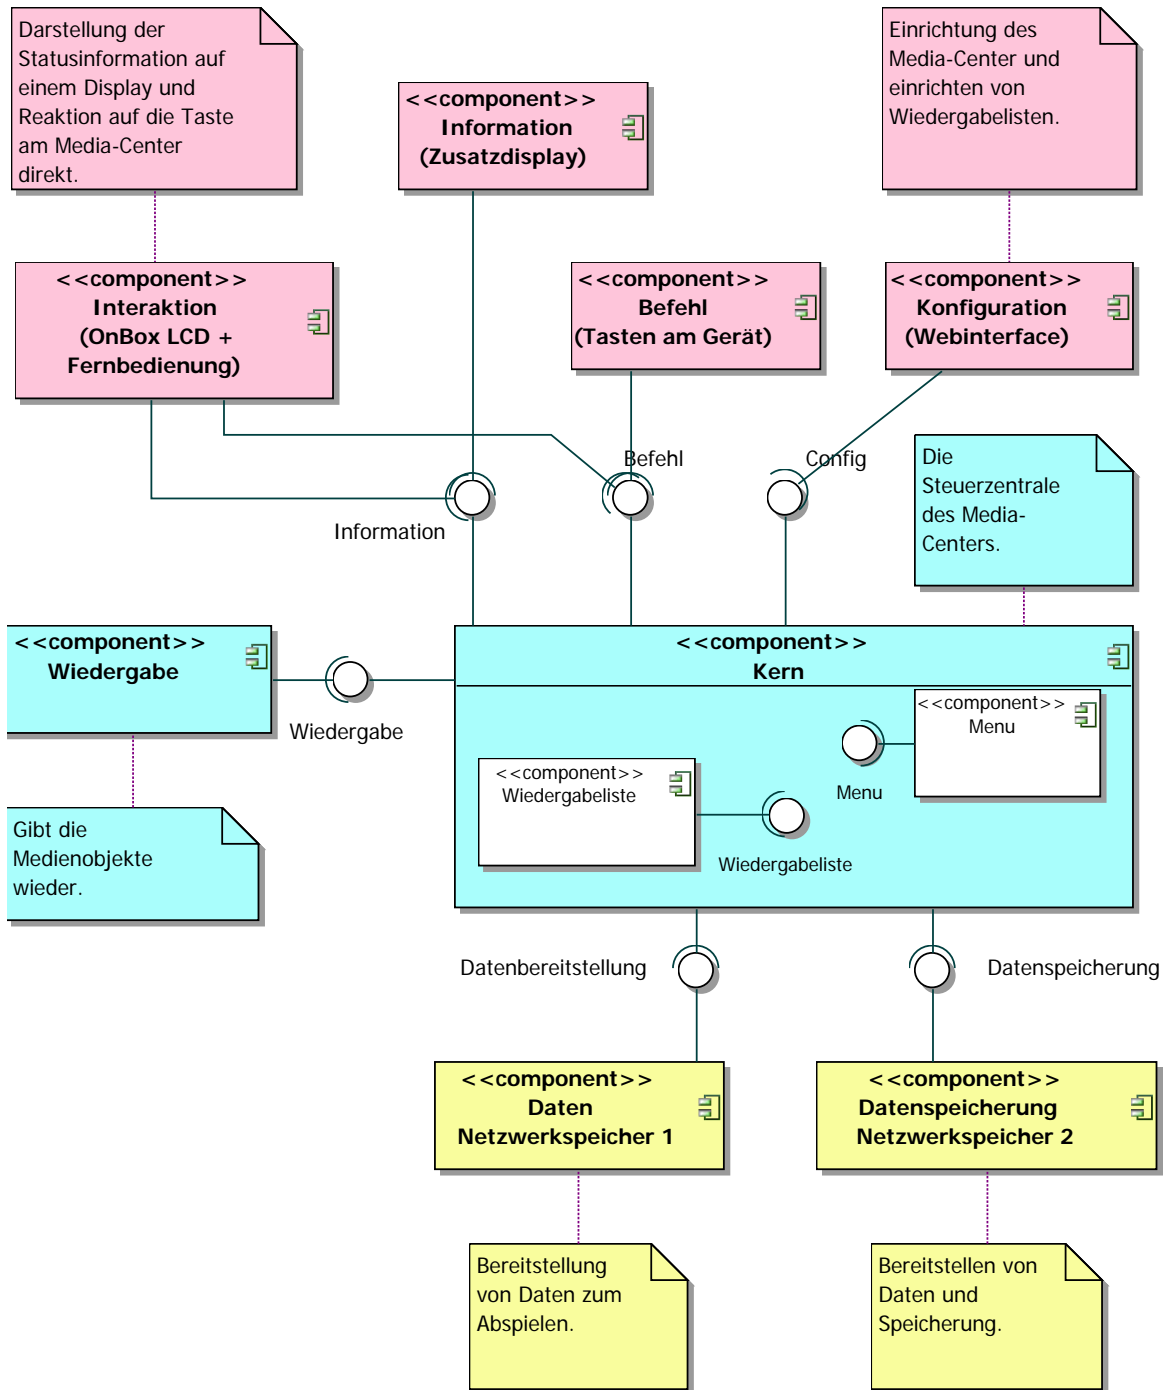 Darstellung der
Statusinformation auf
einem Display und
Reaktion auf die Taste
am Media-Center
direkt.
<<component>>
Information
(Zusatzdisplay)
Einrichtung des
Media-Center und
einrichten von
Wiedergabelisten.
<<component>>
Interaktion
(OnBox LCD +
Fernbedienung)
<<component>>
Befehl
(Tasten am Gerät)
<<component>>
Konfiguration
(Webinterface)
Befehl
Config
Information
Die
Steuerzentrale
des Media-
Centers.
<<component>>
Wiedergabe
Wiedergabe
<<component>>
Kern
<<component>>
Menu
Menu
<<component>>
Wiedergabeliste
Wiedergabeliste
Gibt die
Medienobjekte
wieder.
Datenbereitstellung
Datenspeicherung
<<component>>
Daten
Netzwerkspeicher 1
<<component>>
Datenspeicherung
Netzwerkspeicher 2
Bereitstellung
von Daten zum
Abspielen.
Bereitstellen von
Daten und
Speicherung.